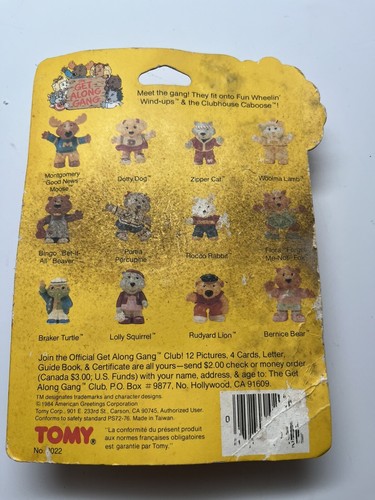 GET
ALONG
GANG
Meet the gang! They fit onto Fun Wheelin'
Wind-ups™ & the Clubhouse Caboose™!
Montgomery
"Good News"
Moose™
Dotty Dog™
Zipper Cat™
Woolma Lamb™
Bingo "Bet-It-
All" Beaver™
Portia
Porcupine
Rocco Rabbit™
Braker Turtle™
Lolly Squirrel™
Rudyard Lion™
Bernice Bear™
Join the Official Get Along Gang™ Club! 12 Pictures, 4 Cards, Letter,
Guide Book, & Certificate are all yours—send $2.00 check or money order
(Canada $3.00, U.S. Funds) with your name, address, & age to: The Get
Along Gang™ Club, P.O. Box # 9877, No. Hollywood, CA 91609.
TM designates trademarks and character designs.
© 1984 American Greetings Corporation
Tomy Corp., 901 E. 233rd St., Carson, CA 90745, Authorized User.
Conforms to safety standard PS72-76. Made in Taiwan.
TOMY®
"La conformité du présent produit
aux normes françaises obligatoires
est garantie par Tomy."
No. 7022
0